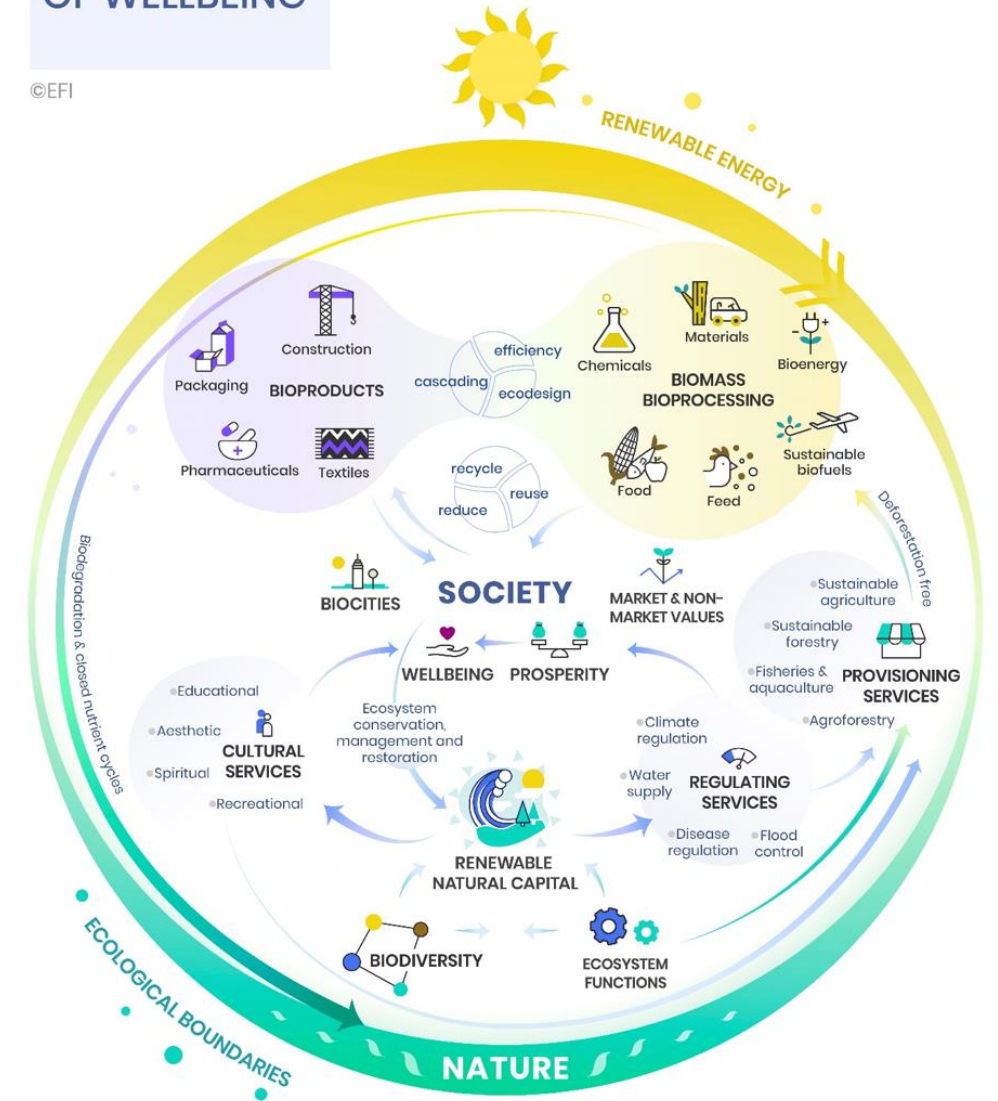 OF WELLBEING
©EFI
RENEWABLE ENERGY
Construction
Packaging
BIOPRODUCTS
Pharmaceuticals
Textiles
efficiency
cascading
ecodesign
Chemicals
Materials
Bioenergy
BIOMASS
BIOPROCESSING
Sustainable
biofuels
Food
Feed
recycle
reuse
reduce
Deforestation free
Biodegradation & closed nutrient cycles
BIOCITIES
SOCIETY
MARKET & NON-
MARKET VALUES
WELLBEING
PROSPERITY
Sustainable
agriculture
Sustainable
forestry
Fisheries &
aquaculture
PROVISIONING
SERVICES
Agroforestry
Educational
Aesthetic
CULTURAL
SERVICES
Spiritual
Recreational
Ecosystem
conservation,
management and
restoration
Climate
regulation
Water
supply
REGULATING
SERVICES
Disease
regulation
Flood
control
RENEWABLE
NATURAL CAPITAL
BIODIVERSITY
ECOSYSTEM
FUNCTIONS
ECOLOGICAL BOUNDARIES
NATURE